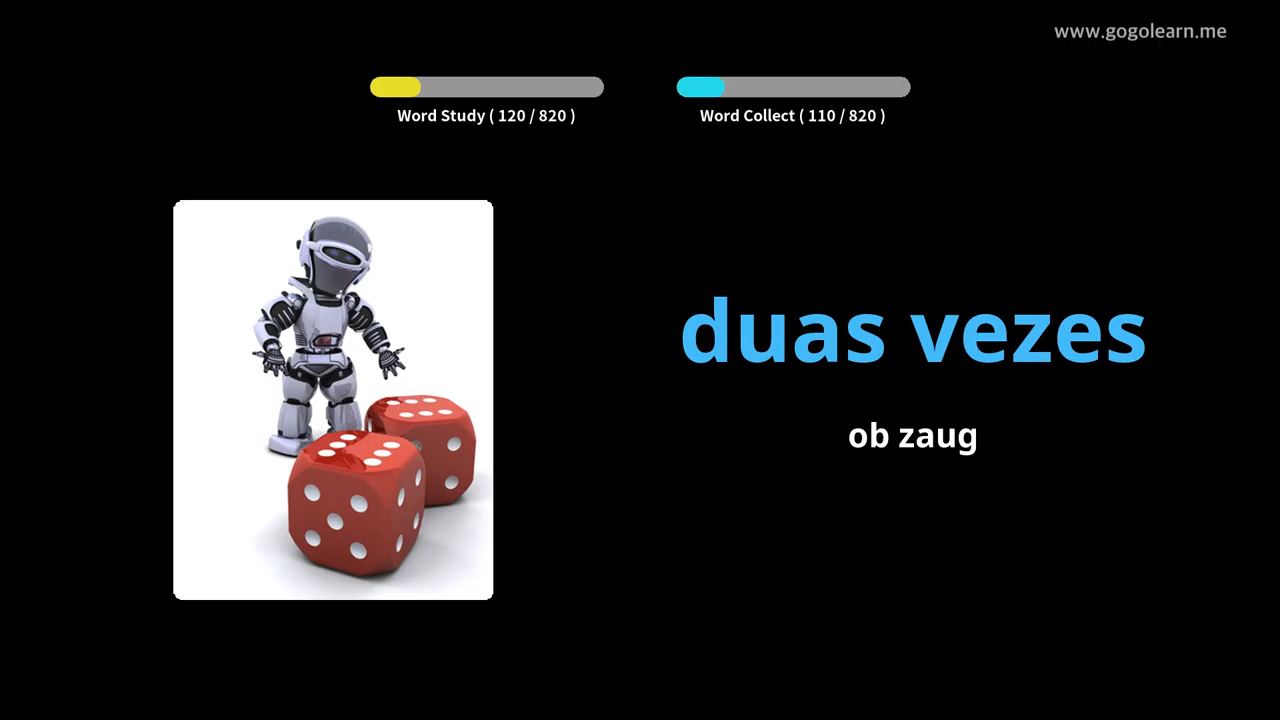 www.gogolearn.me
Word Study ( 120 / 820 )
Word Collect ( 110 / 820 )
duas vezes
ob zaug